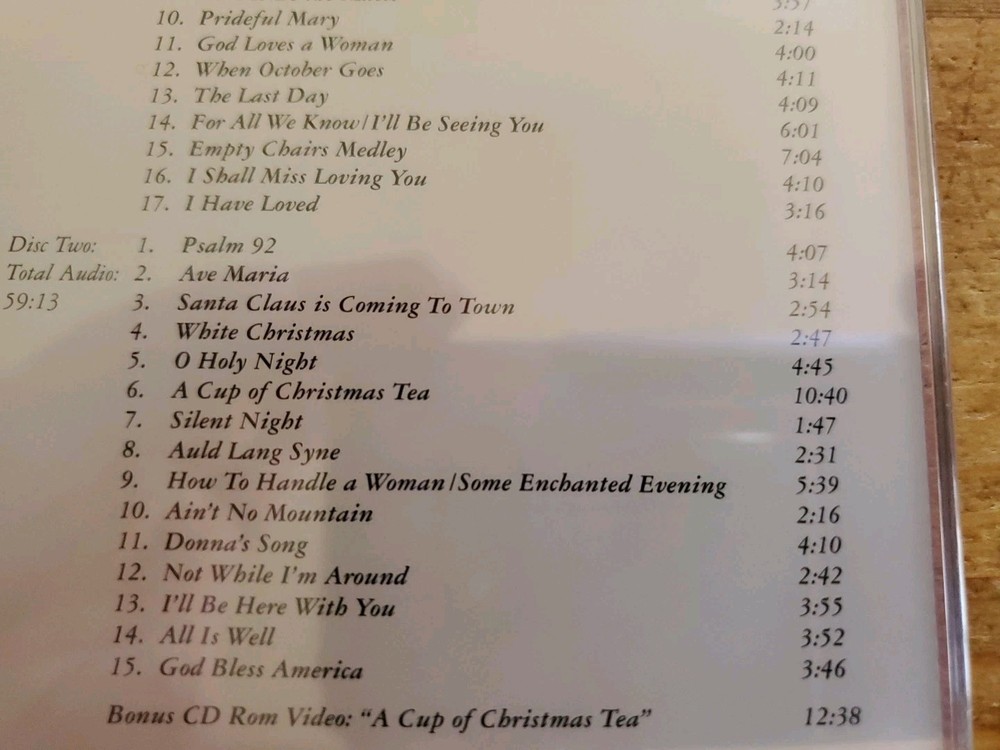 10. Prideful Mary 2:14
11. God Loves a Woman 4:00
12. When October Goes 4:11
13. The Last Day 4:09
14. For All We Know/I'll Be Seeing You 6:01
15. Empty Chairs Medley 7:04
16. I Shall Miss Loving You 4:10
17. I Have Loved 3:16
Disc Two: 1. Psalm 92 4:07
Total Audio: 2. Ave Maria 3:14
59:13 3. Santa Claus is Coming To Town 2:54
4. White Christmas 2:47
5. O Holy Night 4:45
6. A Cup of Christmas Tea 10:40
7. Silent Night 1:47
8. Auld Lang Syne 2:31
9. How To Handle a Woman/Some Enchanted Evening 5:39
10. Ain't No Mountain 2:16
11. Donna's Song 4:10
12. Not While I'm Around 2:42
13. I'll Be Here With You 3:55
14. All Is Well 3:52
15. God Bless America 3:46
Bonus CD Rom Video: "A Cup of Christmas Tea" 12:38